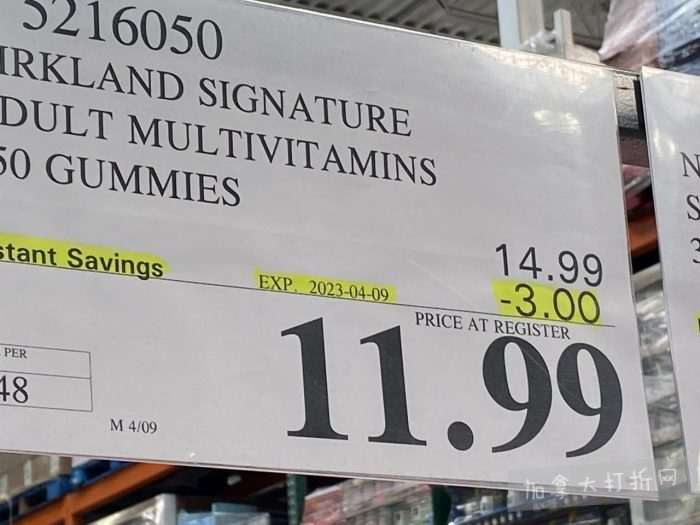 5216050
IRKLAND SIGNATURE
DULT MULTIVITAMINS
50 GUMMIES
stant Savings
EXP. 2023-04-09
14.99
-3.00
PRICE AT REGISTER
11.99
PER
48
M 4/09
N
S
3
加拿大打折网